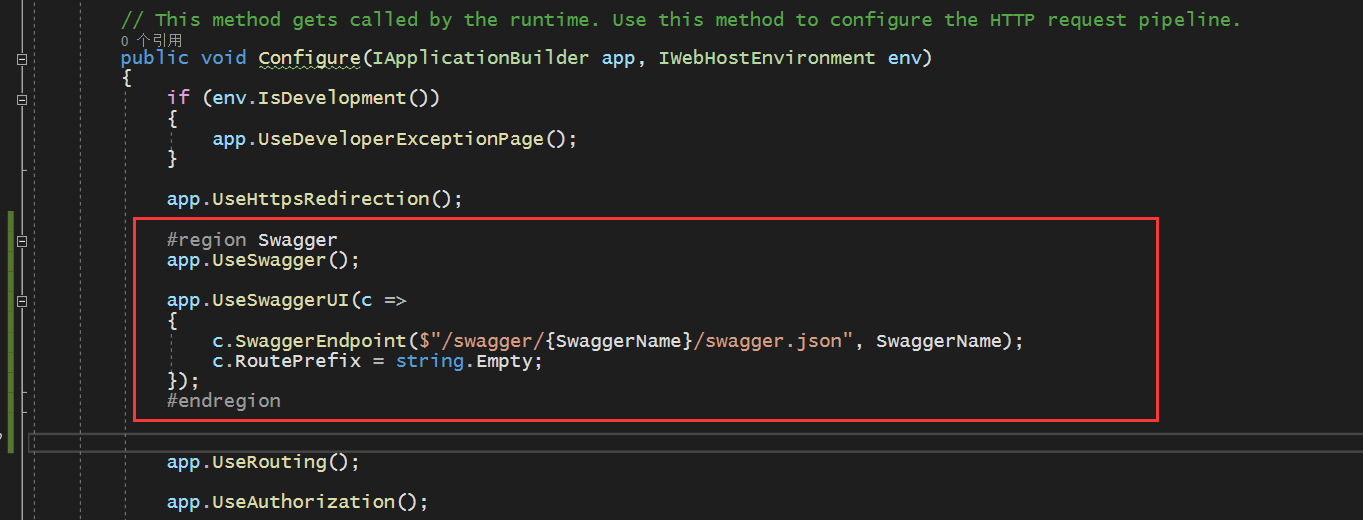 // This method gets called by the runtime. Use this method to configure the HTTP request pipeline.
0 个引用
public void Configure(IApplicationBuilder app, IWebHostEnvironment env)
{
if (env.IsDevelopment())
{
app.UseDeveloperExceptionPage();
}
app.UseHttpsRedirection();
#region Swagger
app.UseSwagger();
app.UseSwaggerUI(c =>
{
c.SwaggerEndpoint($"/swagger/{SwaggerName}/swagger.json", SwaggerName);
c.RoutePrefix = string.Empty;
});
#endregion
app.UseRouting();
app.UseAuthorization();